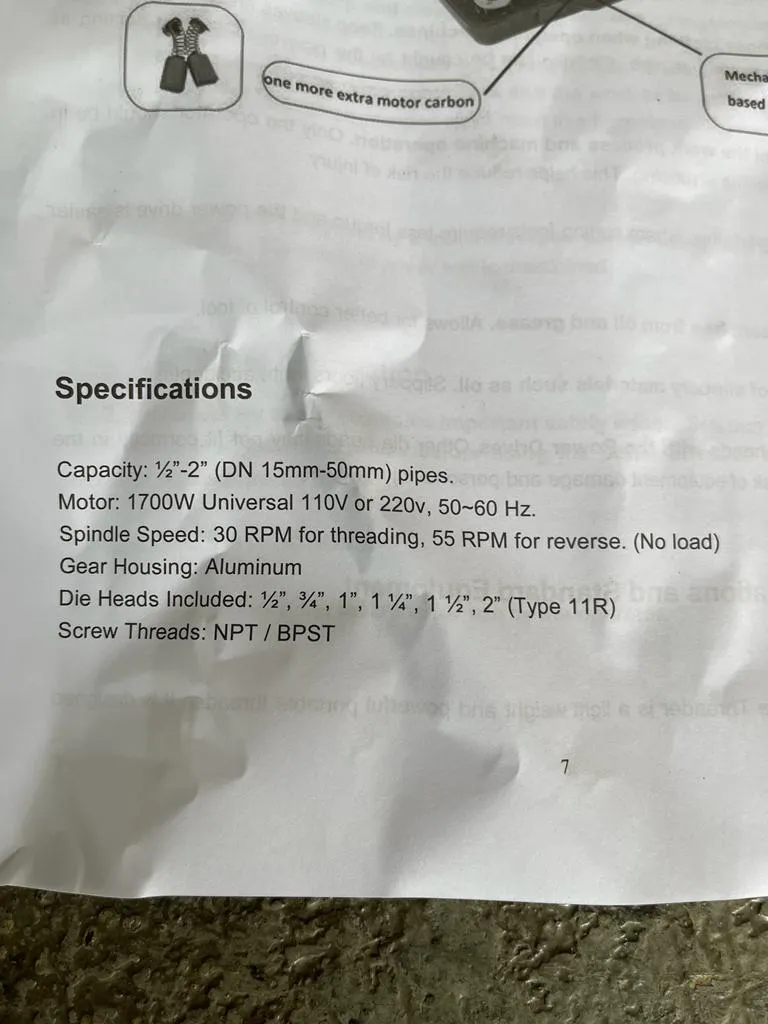 one more extra motor carbon
Mecha
based
Specifications
Capacity: ½”-2” (DN 15mm-50mm) pipes.
Motor: 1700W Universal 110V or 220v, 50~60 Hz.
Spindle Speed: 30 RPM for threading, 55 RPM for reverse. (No load)
Gear Housing: Aluminum
Die Heads Included: ½”, ¾”, 1”, 1 ¼”, 1 ½”, 2” (Type 11R)
Screw Threads: NPT / BPST
7